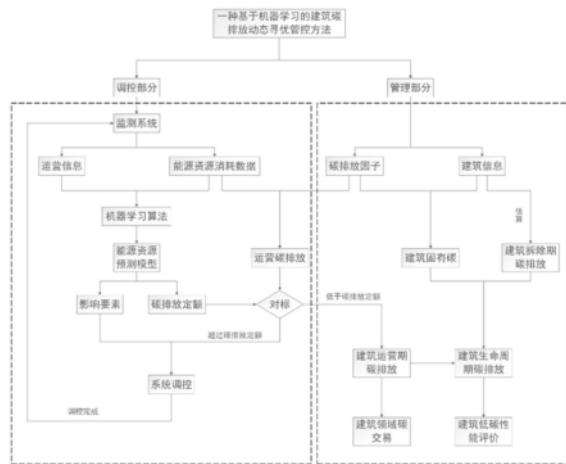 一种基于机器学习的建筑碳
排放动态寻优管控方法
调控部分
管理部分
监测系统
运营信息
能源资源消耗数据
碳排放因子
建筑信息
机器学习算法
估
算
能源资源
预测模型
运营碳排放
建筑固有碳
建筑拆除期
碳排放
影响要素
碳排放定额
对标
低于碳排放定额
超过碳排放定额
建筑运营期
碳排放
建筑生命周
期碳排放
系统调控
调控完成
建筑领域碳
交易
建筑低碳性
能评价